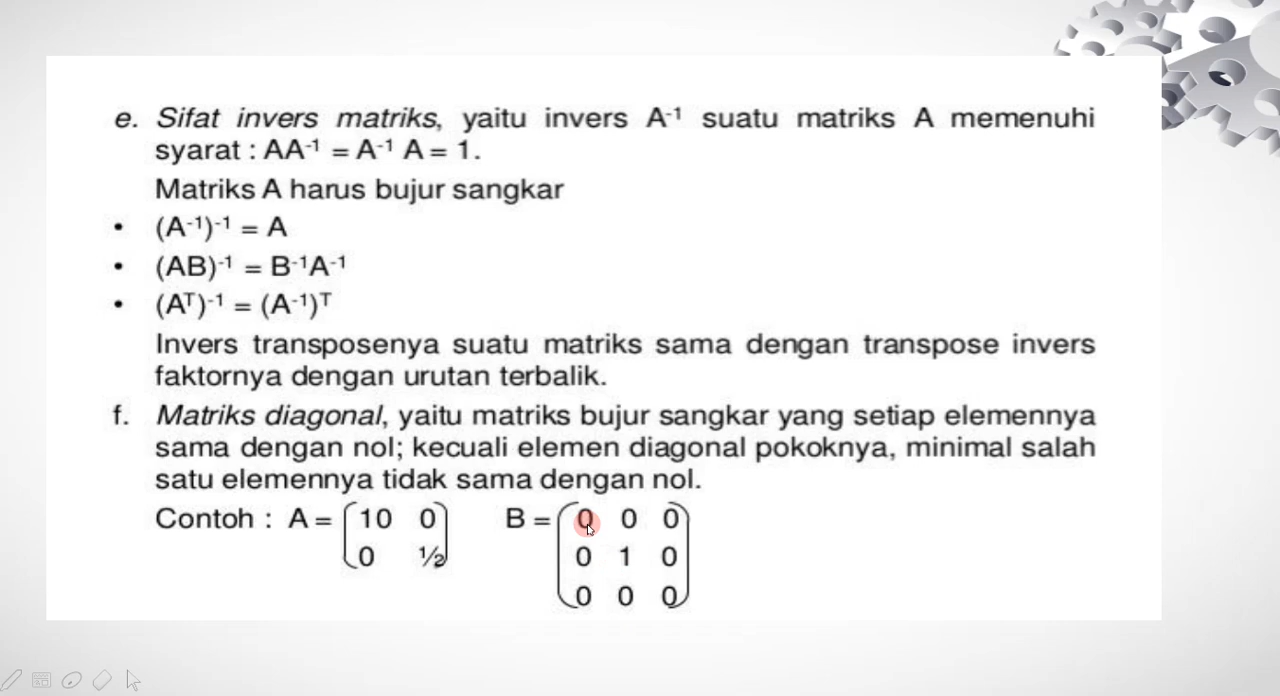 e. Sifat invers matriks, yaitu invers A⁻¹ suatu matriks A memenuhi
syarat : AA⁻¹ = A⁻¹ A = 1.
Matriks A harus bujur sangkar
• (A⁻¹)⁻¹ = A
• (AB)⁻¹ = B⁻¹A⁻¹
• (Aᵀ)⁻¹ = (A⁻¹)ᵀ
Invers transposenya suatu matriks sama dengan transpose invers
faktornya dengan urutan terbalik.
f. Matriks diagonal, yaitu matriks bujur sangkar yang setiap elemennya
sama dengan nol; kecuali elemen diagonal pokoknya, minimal salah
satu elemennya tidak sama dengan nol.
Contoh : A = 10 0 B = 0 0 0
0 ½ 0 1 0
0 0 0